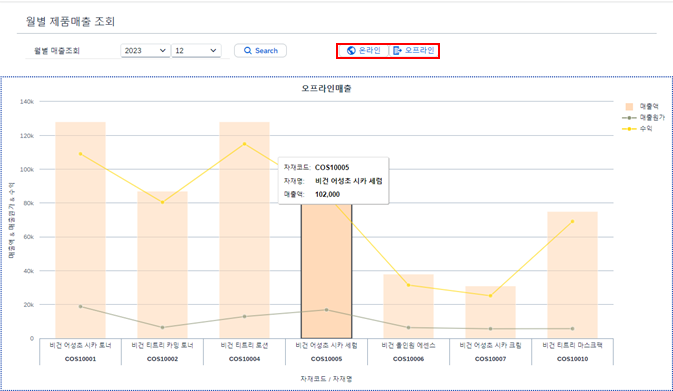 월별 제품매출 조회
월별 매출조회 2023 12 Search 온라인 오프라인
오프라인매출
매출액
매출원가
수익
140k
120k
100k
80k
60k
40k
20k
0
매출액 & 매출원가 & 수익
자재코드: COS10005
자재명: 비건 어성초 시카 세럼
매출액: 102,000
비건 어성초 시카 토너 비건 티트리 카밍 토너 비건 티트리 로션 비건 어성초 시카 세럼 비건 올인원 에센스 비건 어성초 시카 크림 비건 티트리 마스크팩
COS10001 COS10002 COS10004 COS10005 COS10006 COS10007 COS10010
자재코드 / 자재명